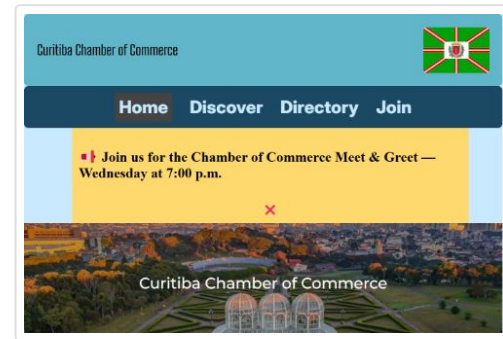 Curitiba Chamber of Commerce
Home Discover Directory Join
Join us for the Chamber of Commerce Meet & Greet —
Wednesday at 7:00 p.m.
Curitiba Chamber of Commerce